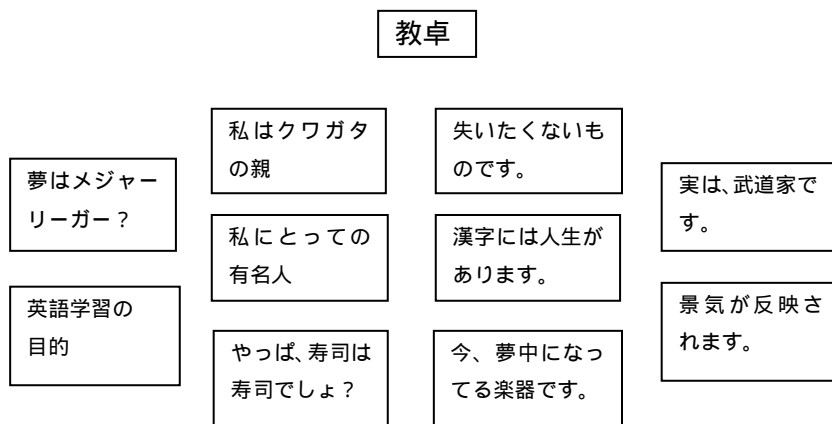 教卓
夢はメジャー
リーガー？
英語学習の
目的
私はクワガタ
の親
私にとっての
有名人
やっぱ、寿司は
寿司でしょ？
失いたくないも
のです。
漢字には人生が
あります。
今、夢中になっ
てる楽器です。
実は、武道家で
す。
景気が反映さ
れます。